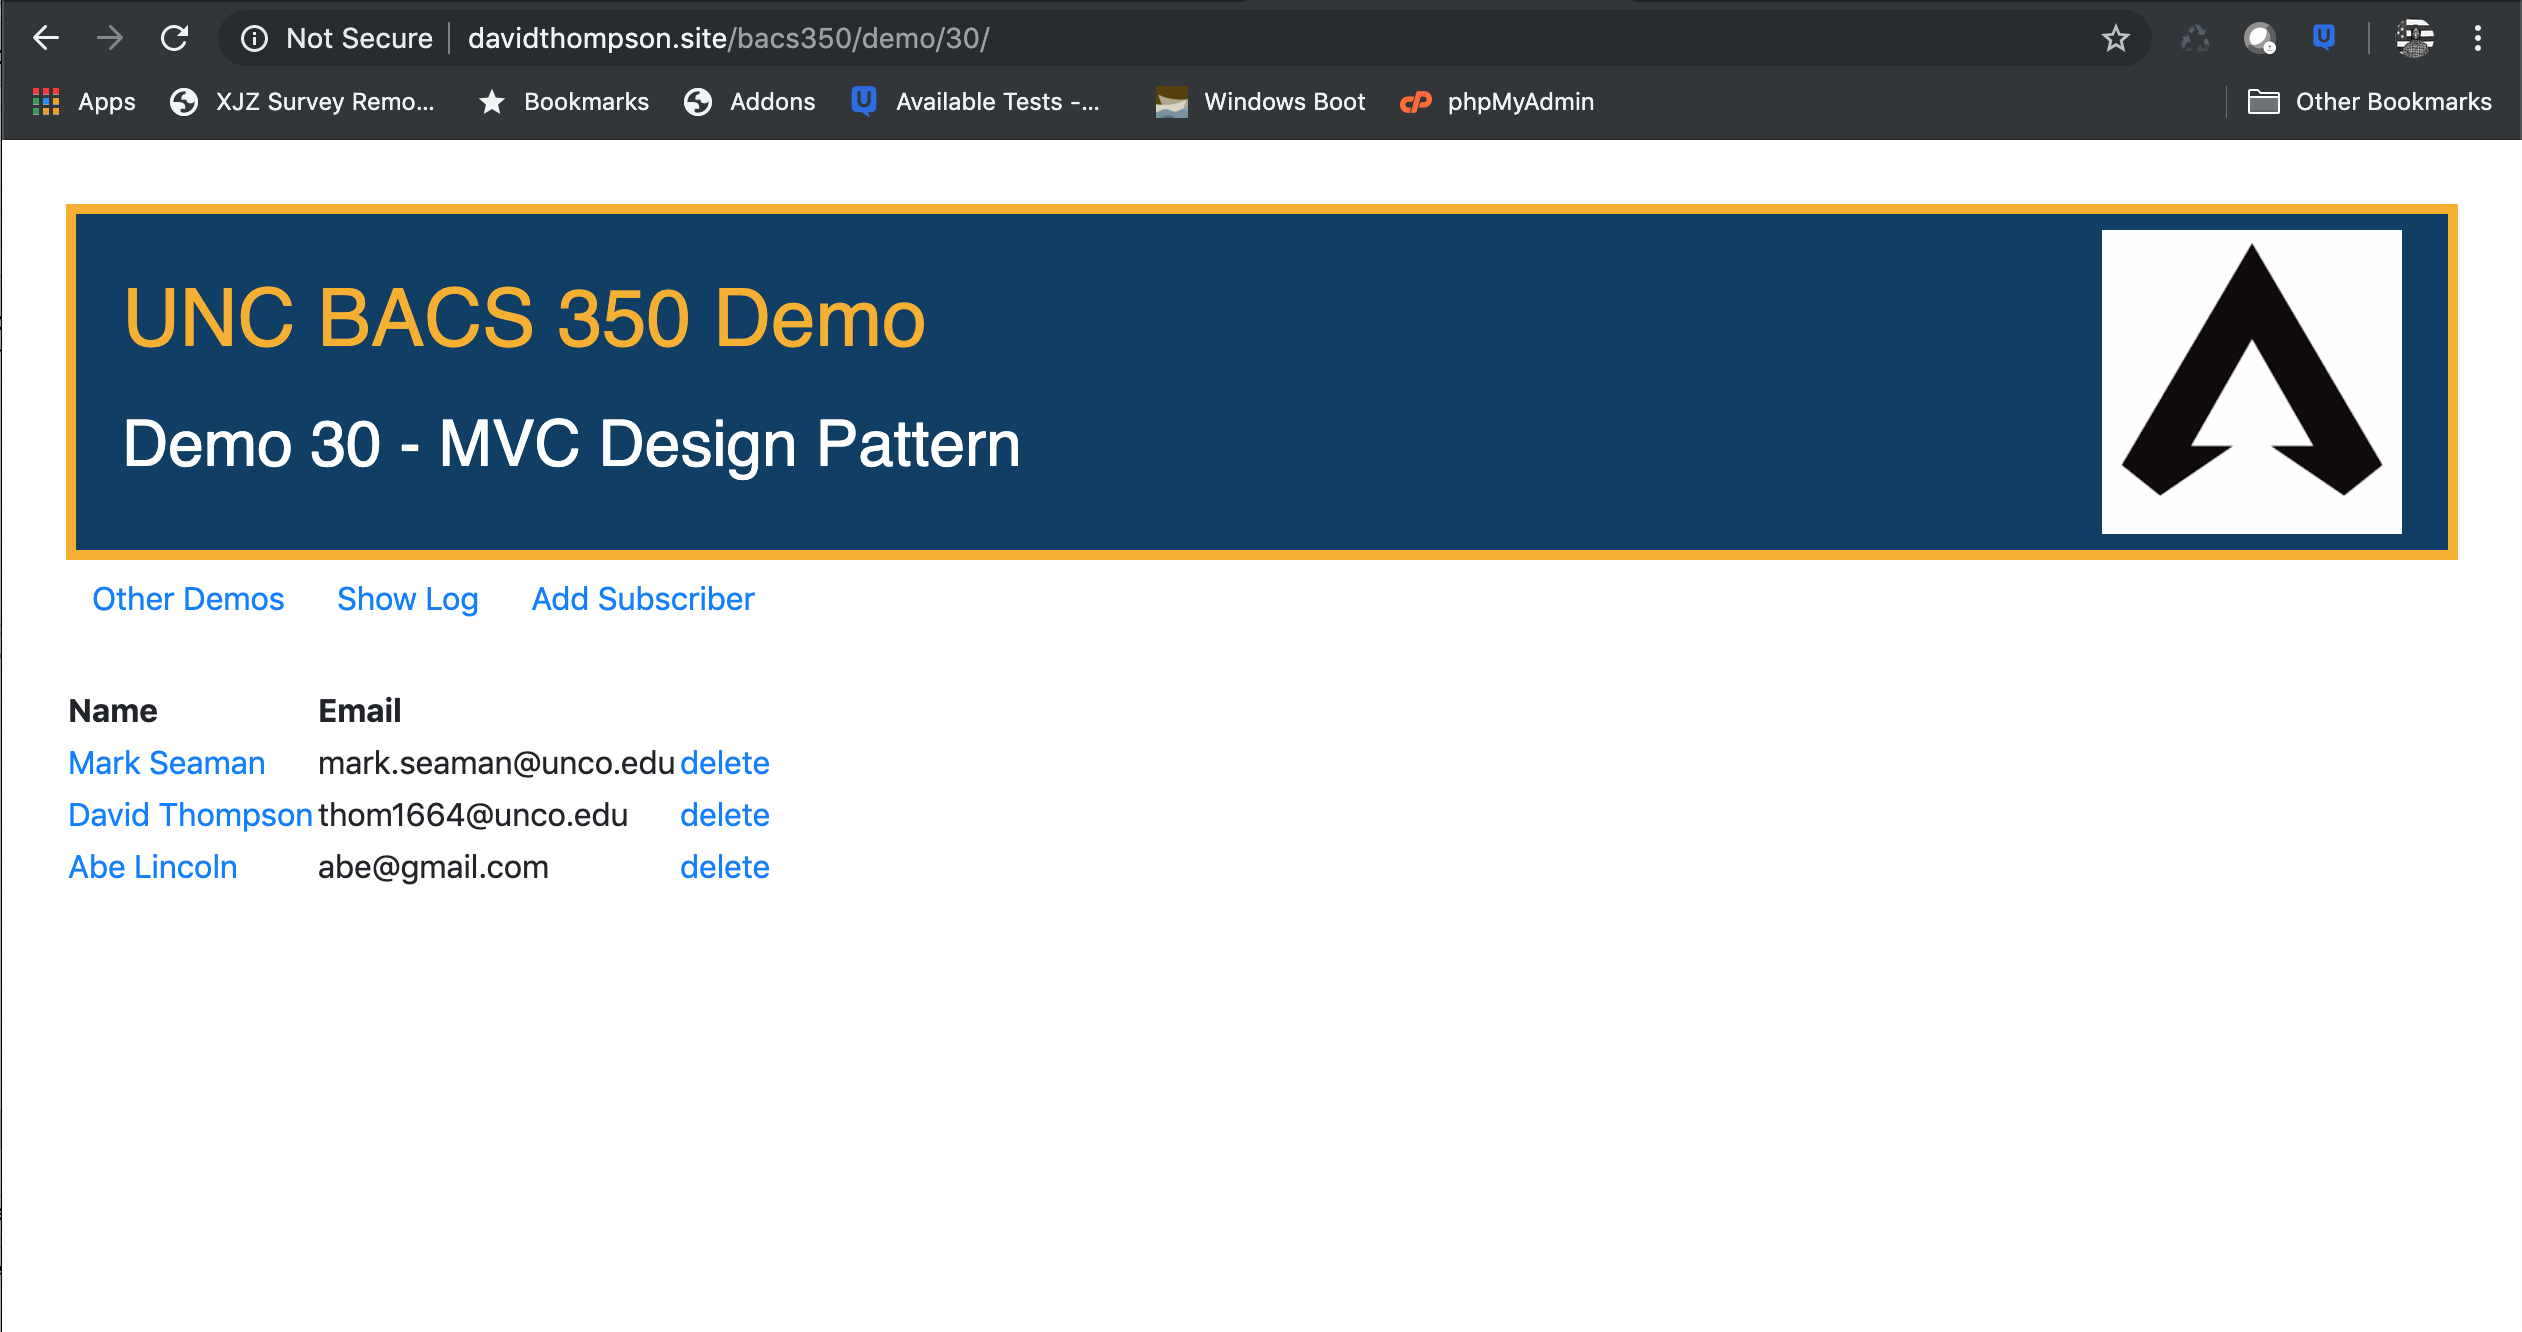 Not Secure davidthompson.site/bacs350/demo/30/
Apps XJZ Survey Remo... Bookmarks Addons Available Tests -... Windows Boot phpMyAdmin Other Bookmarks
UNC BACS 350 Demo
Demo 30 - MVC Design Pattern
Other Demos Show Log Add Subscriber
Name Email
Mark Seaman mark.seaman@unco.edu delete
David Thompson thom1664@unco.edu delete
Abe Lincoln abe@gmail.com delete